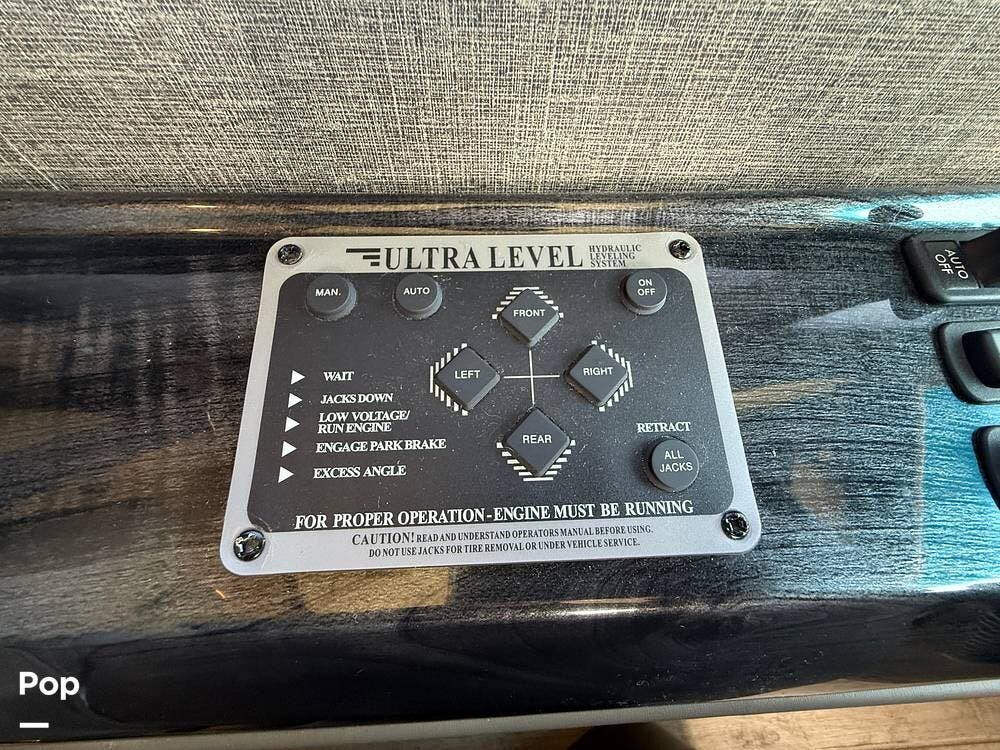 ULTRA LEVEL
HYDRAULIC
LEVELING
SYSTEM
MAN.
AUTO
ON
OFF
FRONT
LEFT
RIGHT
REAR
WAIT
JACKS DOWN
LOW VOLTAGE/
RUN ENGINE
ENGAGE PARK BRAKE
EXCESS ANGLE
RETRACT
ALL
JACKS
FOR PROPER OPERATION-ENGINE MUST BE RUNNING
CAUTION! READ AND UNDERSTAND OPERATORS MANUAL BEFORE USING.
DO NOT USE JACKS FOR TIRE REMOVAL OR UNDER VEHICLE SERVICE.
AUTO
OFF
Pop